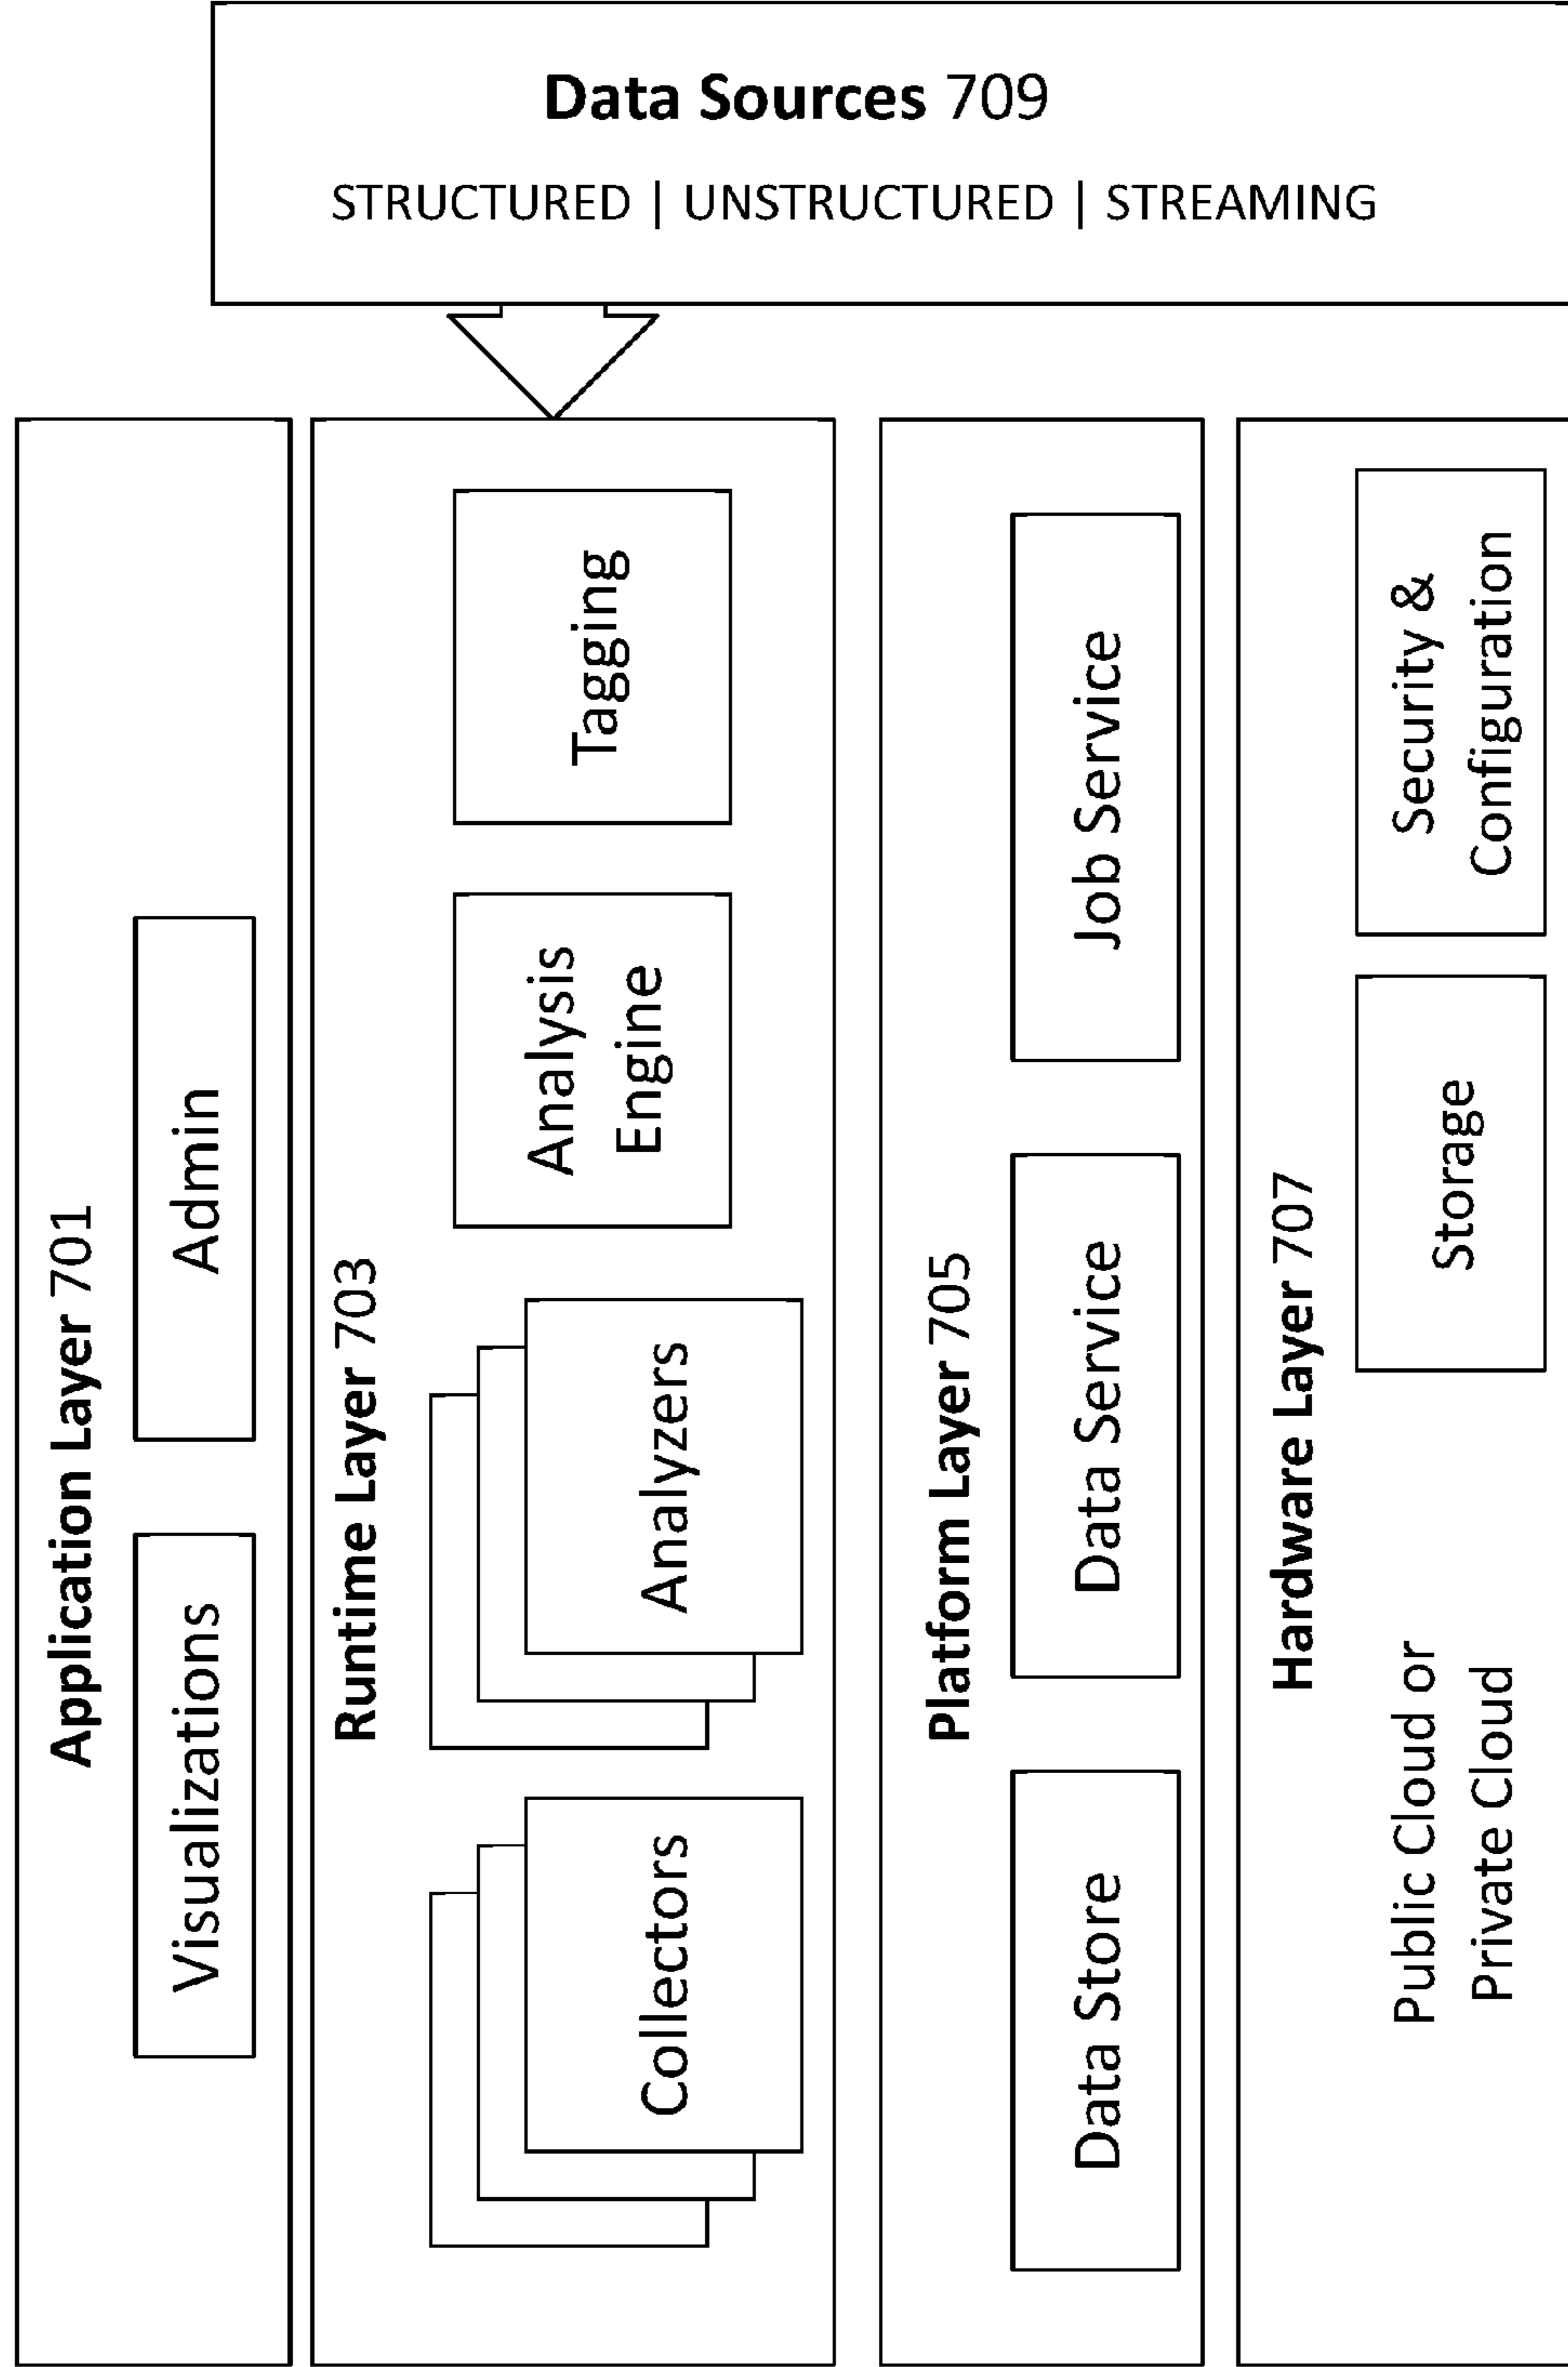 Data Sources 709
STRUCTURED | UNSTRUCTURED | STREAMING
Application Layer 701
Visualizations
Admin
Runtime Layer 703
Collectors
Analyzers
Analysis
Engine
Tagging
Platform Layer 705
Data Store
Data Service
Job Service
Hardware Layer 707
Public Cloud or
Private Cloud
Storage
Security &
Configuration